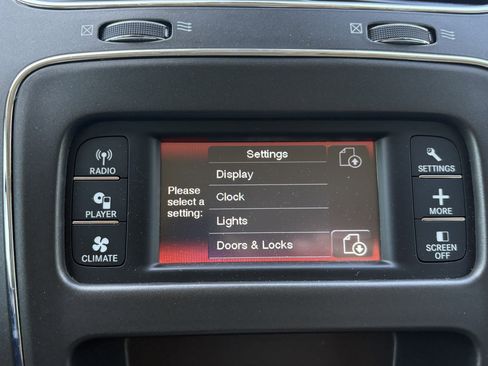 RADIO
PLAYER
CLIMATE
Settings
Display
Clock
Lights
Doors & Locks
Please
select a
setting:
SETTINGS
MORE
SCREEN
OFF